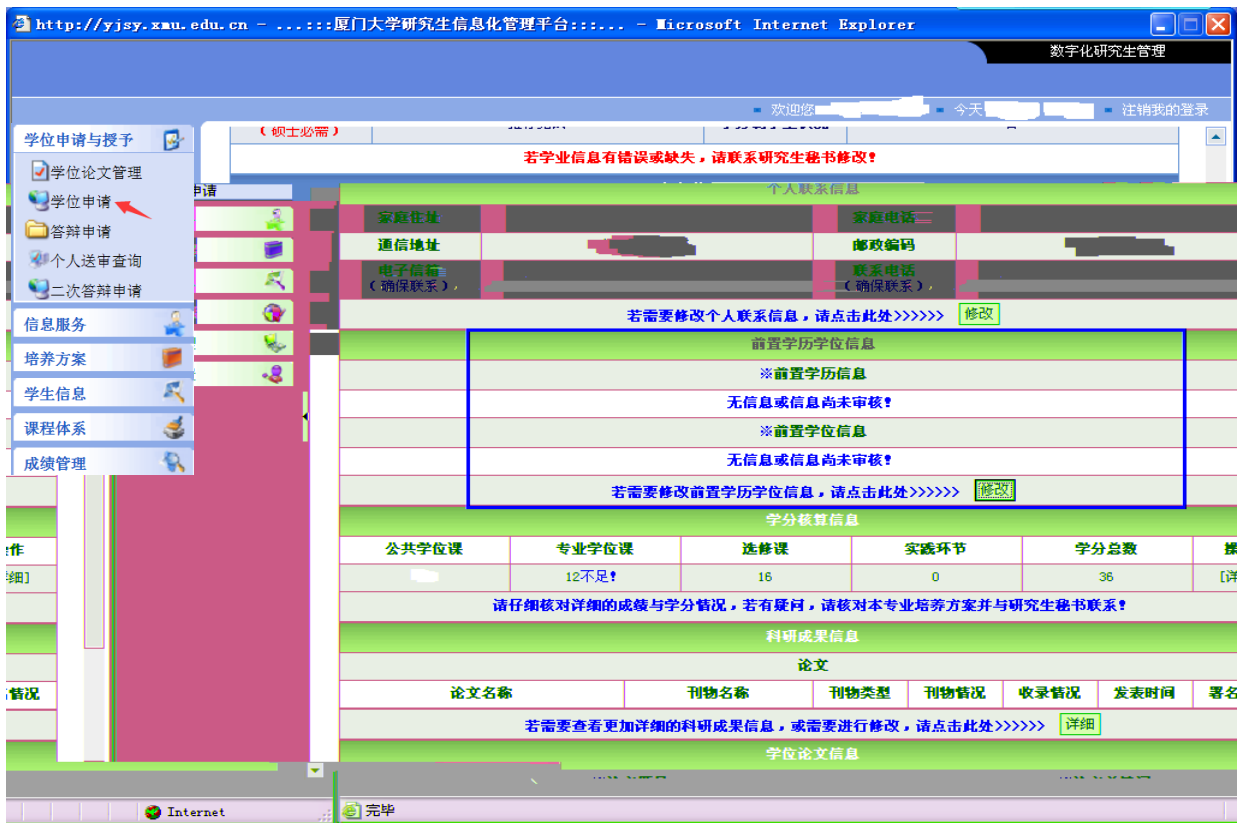 http://yjsy.xmu.edu.cn - ...:::厦门大学研究生信息化管理平台:::... - Microsoft Internet Explorer
数字化研究生管理
欢迎您
今天
注销我的登录
学位申请与授予
学位论文管理
学位申请
答辩申请
个人送审查询
二次答辩申请
信息服务
培养方案
学生信息
课程体系
成绩管理
申请
(硕士必需)
若学业信息有错误或缺失，请联系研究生秘书修改！
个人联系信息
家庭住址 家庭电话
通信地址 邮政编码
电子信箱 联系电话
(确保联系) (确保联系)
若需要修改个人联系信息，请点击此处>>>>>> 修改
前置学历学位信息
※前置学历信息
无信息或信息尚未审核！
※前置学位信息
无信息或信息尚未审核！
若需要修改前置学历学位信息，请点击此处>>>>>> 修改
学分核算信息
公共学位课 专业学位课 选修课 实践环节 学分总数
12不足！ 16 0 36
请仔细核对详细的成绩与学分情况，若有疑问，请核对本专业培养方案并与研究生秘书联系！
科研成果信息
论文
论文名称 刊物名称 刊物类型 刊物情况 收录情况 发表时间 署名
若需要查看更加详细的科研成果信息，或需要进行修改，请点击此处>>>>>> 详细
学位论文信息
细]
情况
Internet
完毕